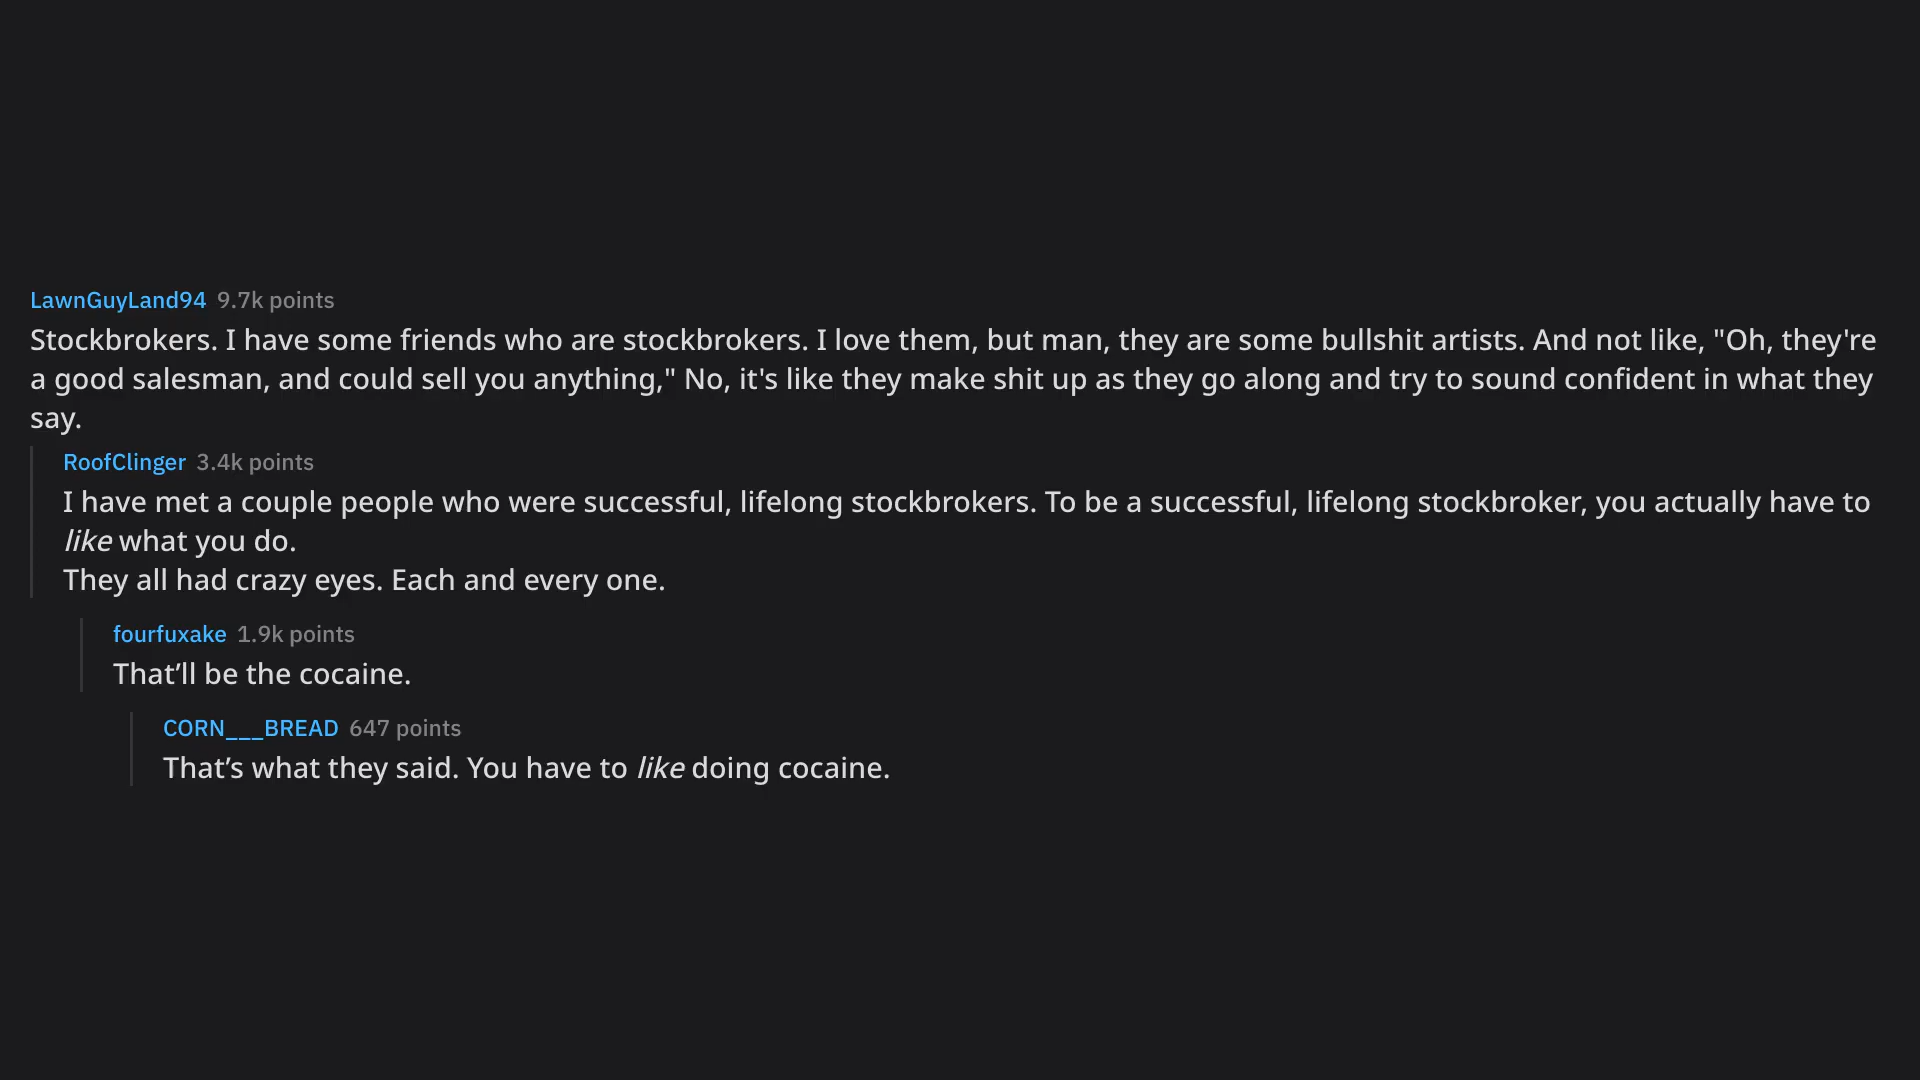 LawnGuyLand94 9.7k points
Stockbrokers. I have some friends who are stockbrokers. I love them, but man, they are some bullshit artists. And not like, "Oh, they're
a good salesman, and could sell you anything," No, it's like they make shit up as they go along and try to sound confident in what they
say.
RoofClinger 3.4k points
I have met a couple people who were successful, lifelong stockbrokers. To be a successful, lifelong stockbroker, you actually have to
like what you do.
They all had crazy eyes. Each and every one.
fourfuxake 1.9k points
That’ll be the cocaine.
CORN___BREAD 647 points
That’s what they said. You have to like doing cocaine.